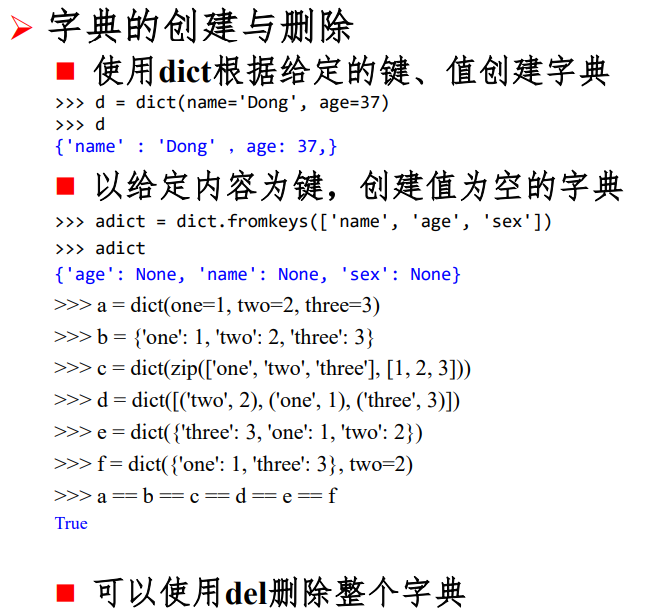 字典的创建与删除
使用dict根据给定的键、值创建字典
>>> d = dict(name='Dong', age=37)
>>> d
{'name' : 'Dong' , age: 37,}
以给定内容为键，创建值为空的字典
>>> adict = dict.fromkeys(['name', 'age', 'sex'])
>>> adict
{'age': None, 'name': None, 'sex': None}
>>> a = dict(one=1, two=2, three=3)
>>> b = {'one': 1, 'two': 2, 'three': 3}
>>> c = dict(zip(['one', 'two', 'three'], [1, 2, 3]))
>>> d = dict([('two', 2), ('one', 1), ('three', 3)])
>>> e = dict({'three': 3, 'one': 1, 'two': 2})
>>> f = dict({'one': 1, 'three': 3}, two=2)
>>> a == b == c == d == e == f
True
可以使用del删除整个字典